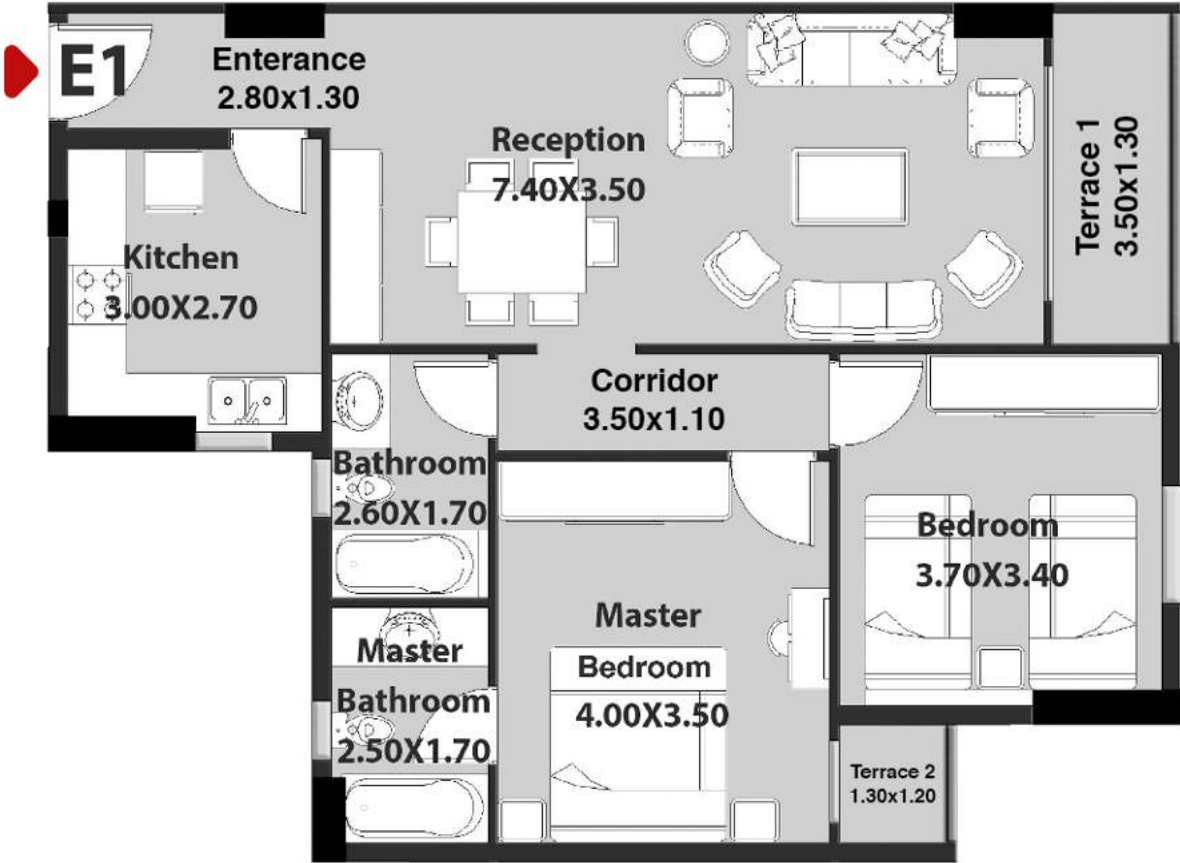 E1
Enterance
2.80x1.30
Reception
7.40X3.50
Terrace 1
3.50x1.30
Kitchen
3.00X2.70
Corridor
3.50x1.10
Bathroom
2.60X1.70
Bedroom
3.70X3.40
Master
Bedroom
4.00X3.50
Master
Bathroom
2.50X1.70
Terrace 2
1.30x1.20